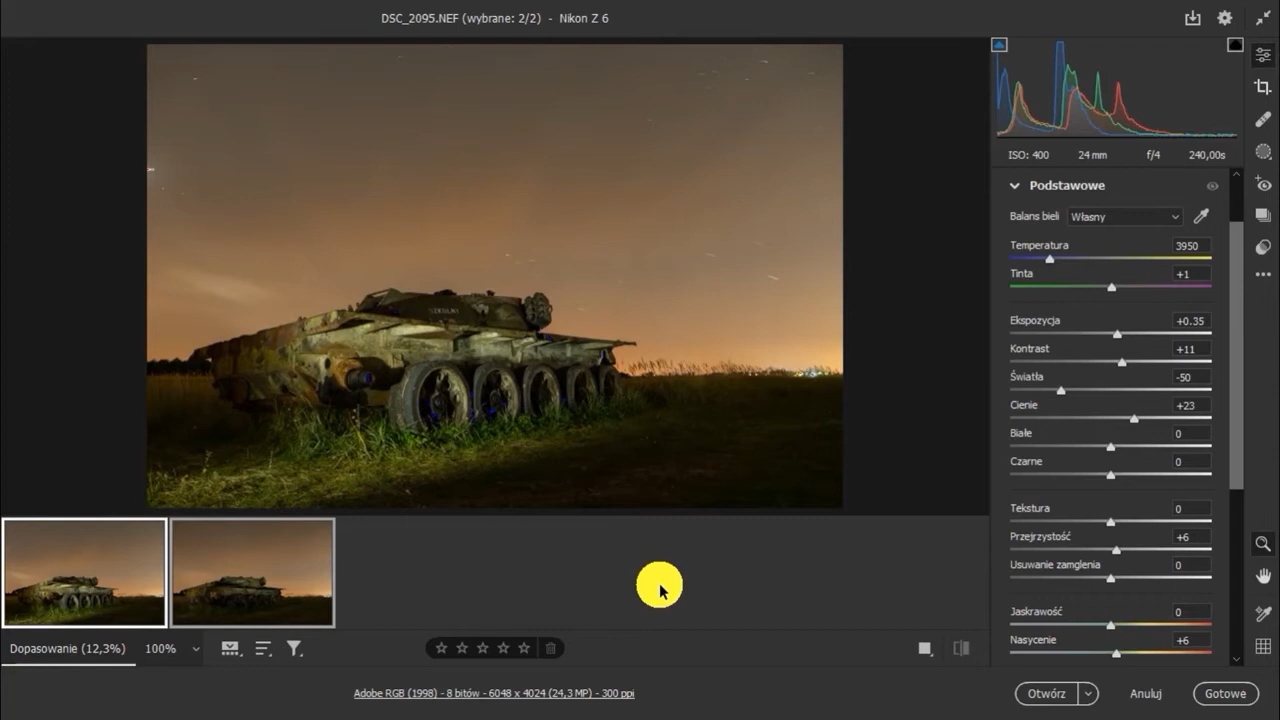 DSC_2095.NEF (wybrane: 2/2) - Nikon Z 6
ISO: 400 24 mm f/4 240,00s
Podstawowe
Balans bieli Własny
Temperatura 3950
Tinta +1
Ekspozycja +0.35
Kontrast +11
Światła -50
Cienie +23
Białe 0
Czarne 0
Tekstura 0
Przejrzystość +6
Usuwanie zamglenia 0
Jaskrawość 0
Nasycenie +6
Dopasowanie (12,3%) 100%
Adobe RGB (1998) - 8 bitów - 6048 x 4024 (24,3 MP) - 300 ppi
Otwórz Anuluj Gotowe